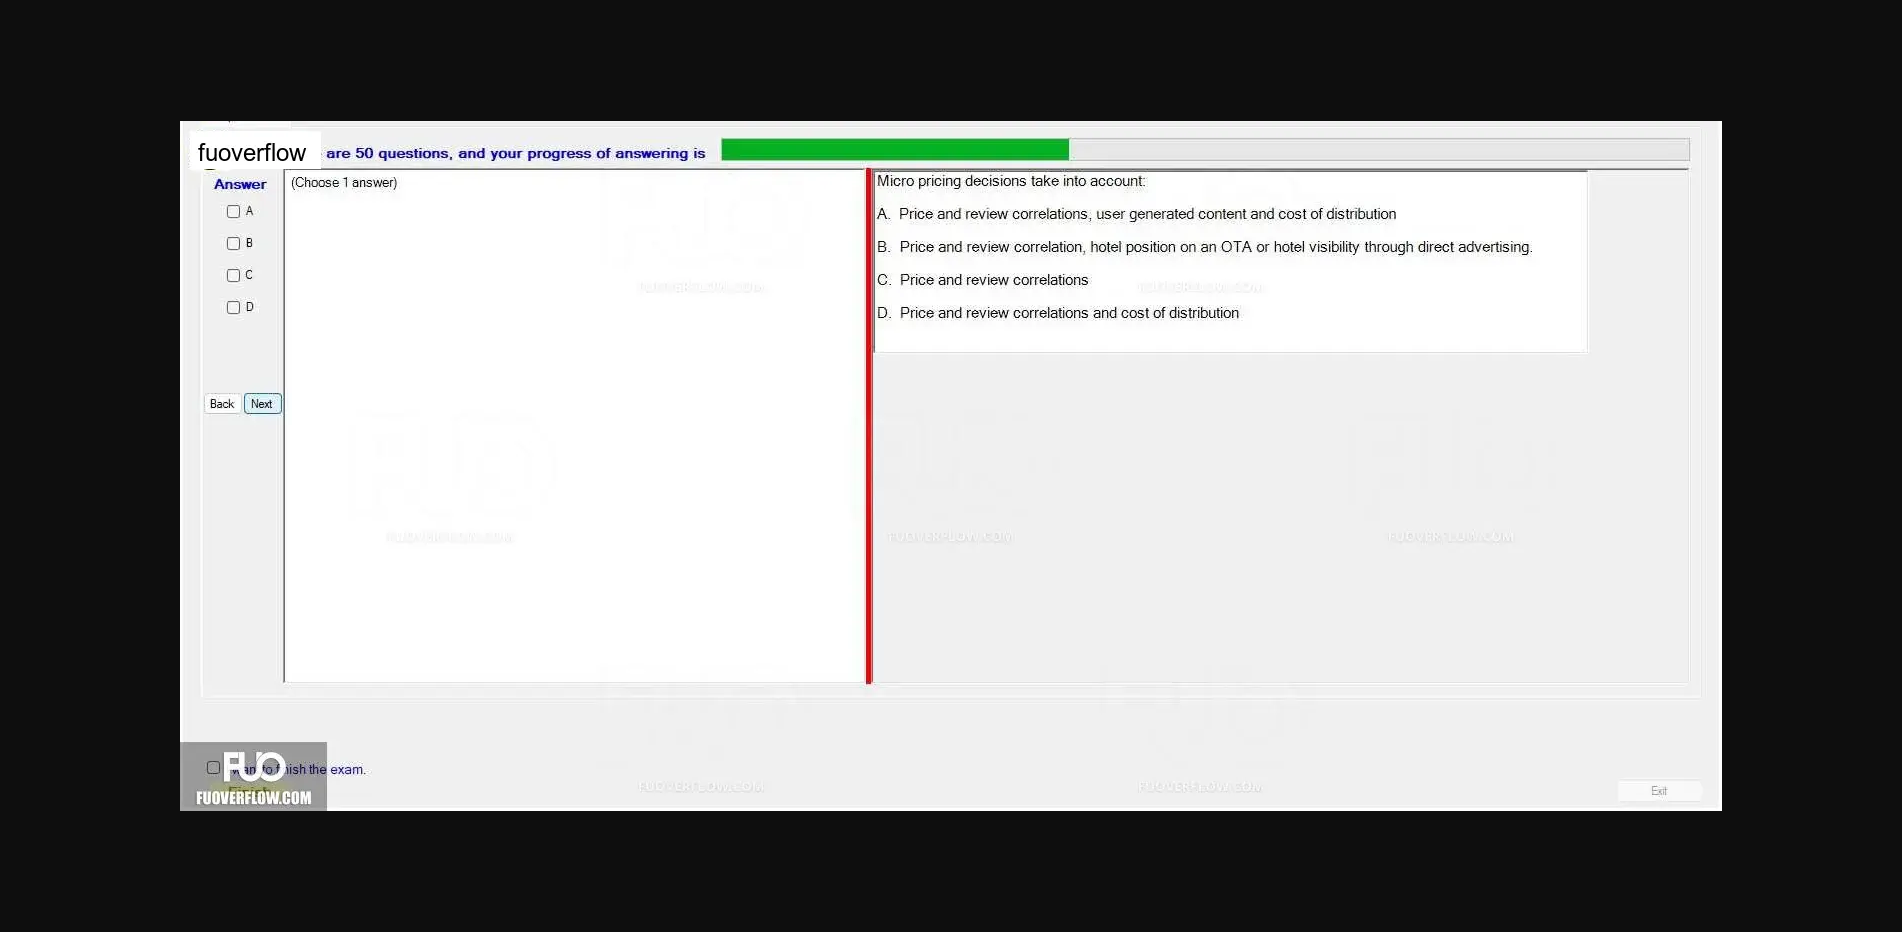 fuoverflow are 50 questions, and your progress of answering is
Answer
(Choose 1 answer)
A
B
C
D
Back Next
Micro pricing decisions take into account:
A. Price and review correlations, user generated content and cost of distribution
B. Price and review correlation, hotel position on an OTA or hotel visibility through direct advertising.
C. Price and review correlations
D. Price and review correlations and cost of distribution
FUOVERFLOW.COM
FUOVERFLOW.COM
FUOVERFLOW.COM
FUOVERFLOW.COM
FUOVERFLOW.COM
FUO
want to finish the exam.
Finish
FUOVERFLOW.COM
FUOVERFLOW.COM
FUOVERFLOW.COM
Exit